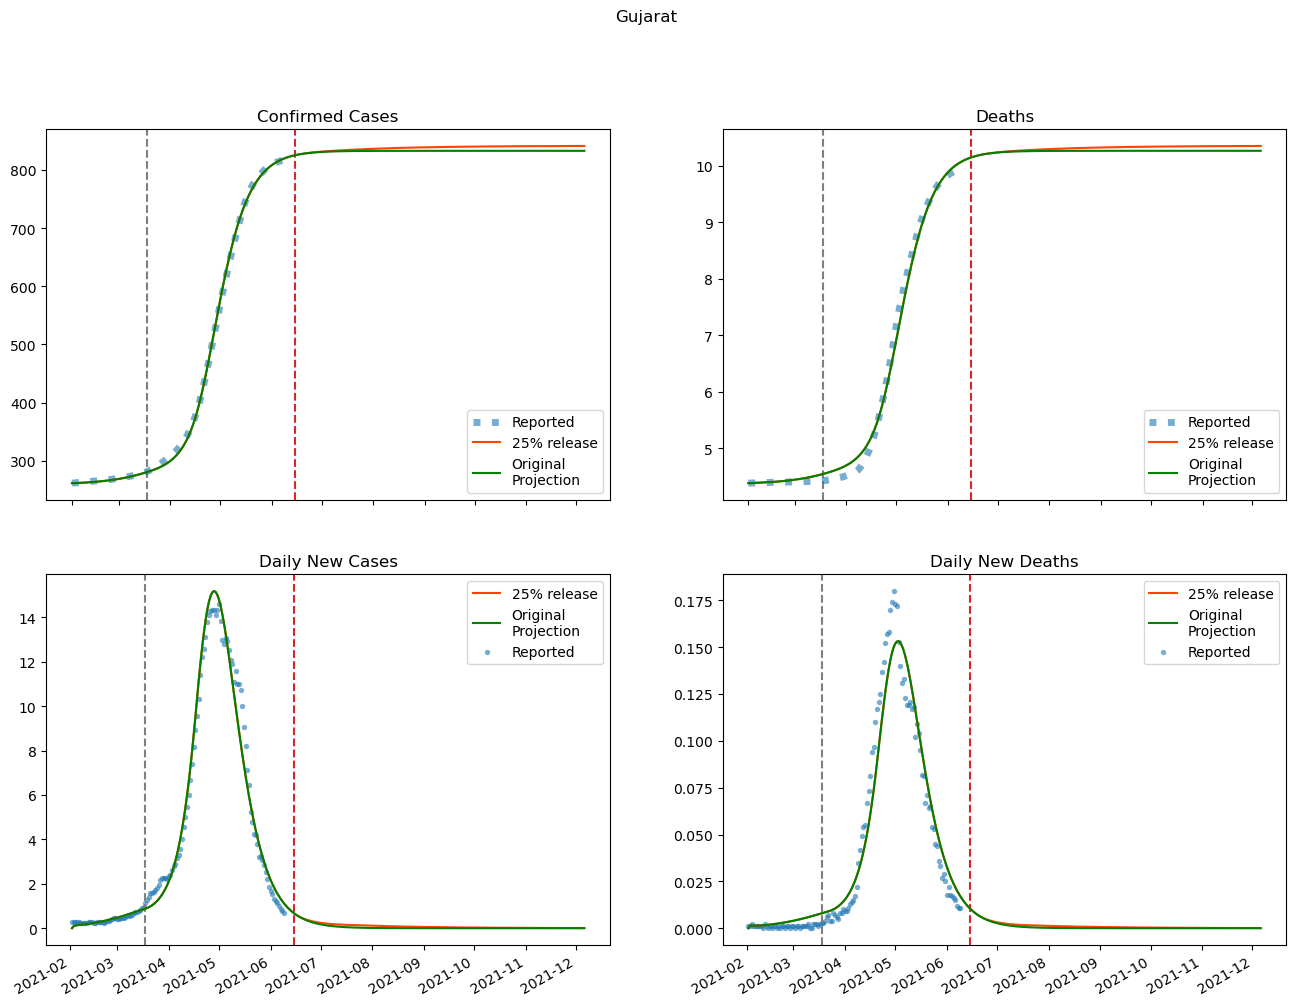 Gujarat
Confirmed Cases
800
700
600
500
400
300
Reported
25% release
Original
Projection
Deaths
10
9
8
7
6
5
Reported
25% release
Original
Projection
Daily New Cases
14
12
10
8
6
4
2
0
25% release
Original
Projection
Reported
2021-02
2021-03
2021-04
2021-05
2021-06
2021-07
2021-08
2021-09
2021-10
2021-11
2021-12
Daily New Deaths
0.175
0.150
0.125
0.100
0.075
0.050
0.025
0.000
25% release
Original
Projection
Reported
2021-02
2021-03
2021-04
2021-05
2021-06
2021-07
2021-08
2021-09
2021-10
2021-11
2021-12